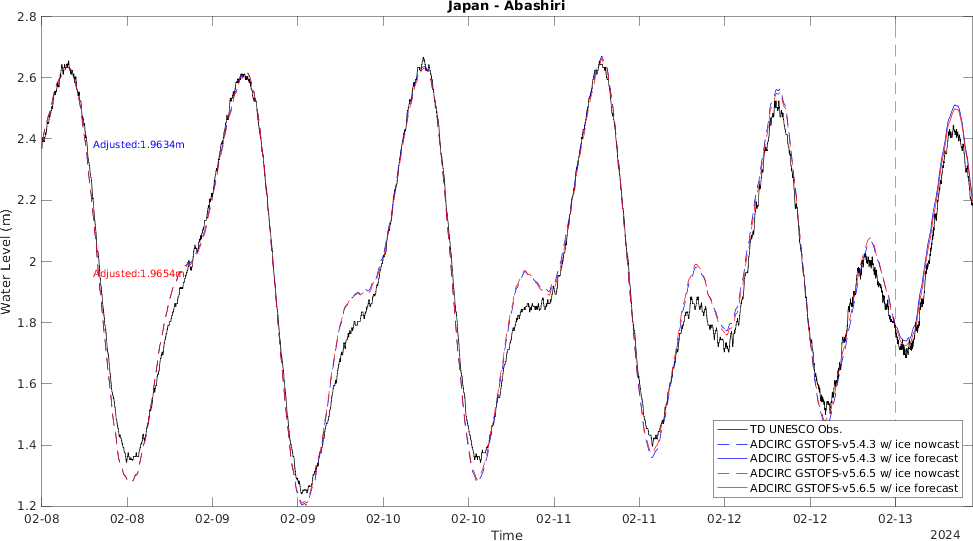 Japan - Abashiri
2.8
2.6
2.4
2.2
2
1.8
1.6
1.4
1.2
Water Level (m)
Adjusted:1.9634m
Adjusted:1.9654m
TD UNESCO Obs.
ADCIRC GSTOFS-v5.4.3 w/ ice nowcast
ADCIRC GSTOFS-v5.4.3 w/ ice forecast
ADCIRC GSTOFS-v5.6.5 w/ ice nowcast
ADCIRC GSTOFS-v5.6.5 w/ ice forecast
02-08 02-08 02-09 02-09 02-10 02-10 02-11 02-11 02-12 02-12 02-13
Time
2024